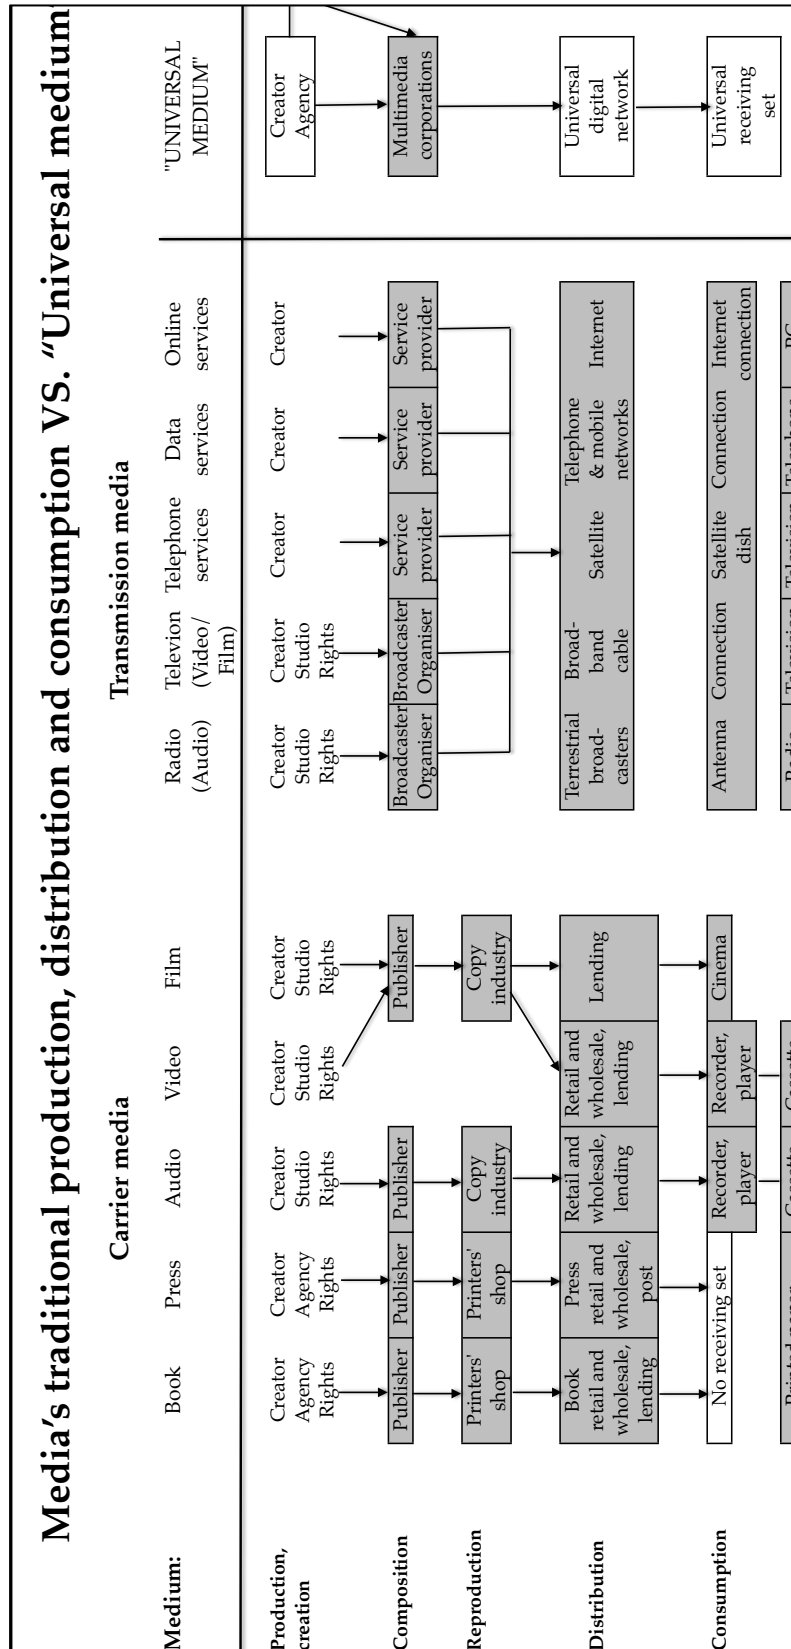 Media's traditional production, distribution and consumption VS. "Universal medium
Carrier media
Transmission media
Medium:
Book
Press
Audio
Video
Film
Radio
(Audio)
Televion
(Video/
Film)
Telephone
services
Data
services
Online
services
"UNIVERSAL
MEDIUM"
Production,
creation
Creator
Agency
Rights
Creator
Agency
Rights
Creator
Studio
Rights
Creator
Studio
Rights
Creator
Studio
Rights
Creator
Studio
Rights
Creator
Studio
Rights
Creator
Creator
Creator
Creator
Agency
Composition
Publisher
Publisher
Publisher
Publisher
Broadcaster
Organiser
Broadcaster
Organiser
Service
provider
Service
provider
Service
provider
Multimedia
corporations
Reproduction
Printers'
shop
Printers'
shop
Copy
industry
Copy
industry
Distribution
Book
retail and
wholesale,
lending
Press
retail and
wholesale,
post
Retail and
wholesale,
lending
Retail and
wholesale,
lending
Lending
Terrestrial
broad-
casters
Broad-
band
cable
Satellite
Telephone
& mobile
networks
Internet
Universal
digital
network
Consumption
No receiving set
Recorder,
player
Recorder,
player
Cinema
Antenna
Connection
Satellite
dish
Connection
Internet
connection
Universal
receiving
set